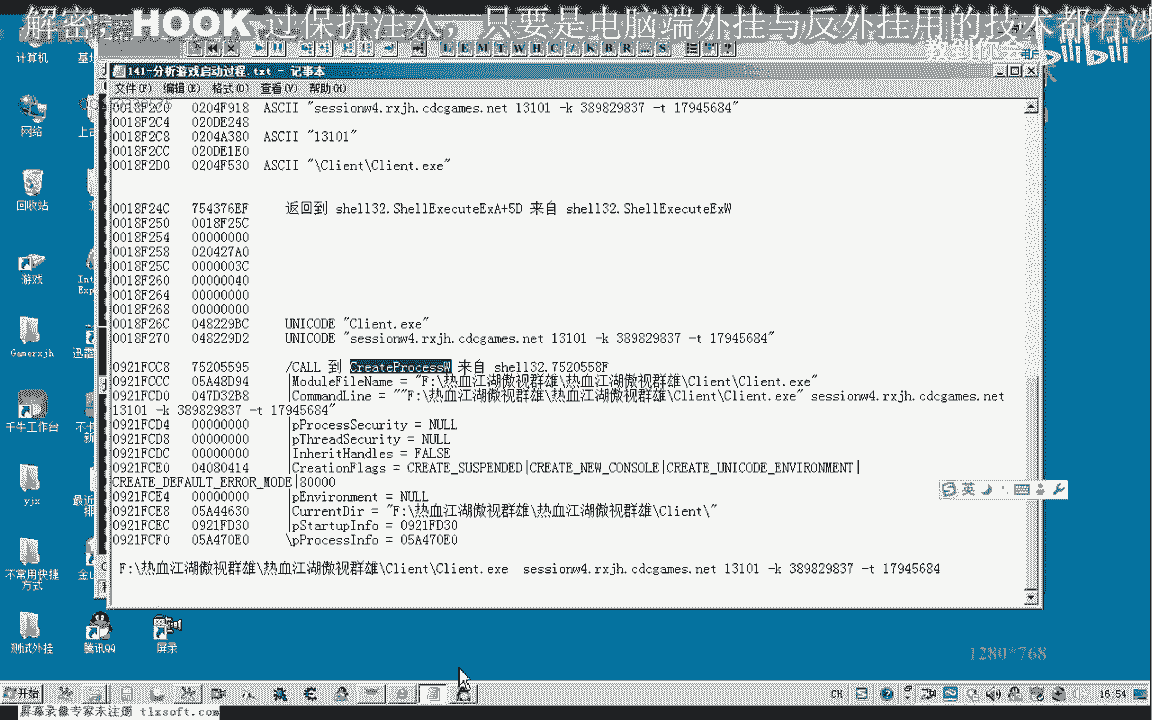 解密，HOOK 过保护注入，只要是电脑端外挂与反外挂用的技术都有涉
教到你会
bilibili
计算机
网络
回收站
游戏
Gamerxjh
千牛工作台
yjx
不常用快捷方式
测试外挂
腾讯QQ
屏录
L E M T W H C / K B R ... S
141-分析游戏启动过程.txt - 记事本
文件(F) 编辑(E) 格式(O) 查看(V) 帮助(H)
0018F2C0 0204F918 ASCII "sessionw4.rxjh.cdcgames.net 13101 -k 389829837 -t 17945684"
0018F2C4 020DE248
0018F2C8 0204A380 ASCII "13101"
0018F2CC 020DE1E0
0018F2D0 0204F530 ASCII "\Client\Client.exe"
0018F24C 754376EF 返回到 shell32.ShellExecuteExA+5D 来自 shell32.ShellExecuteExW
0018F250 0018F25C
0018F254 00000000
0018F258 020427A0
0018F25C 0000003C
0018F260 00000040
0018F264 00000000
0018F268 00000000
0018F26C 048229BC UNICODE "Client.exe"
0018F270 048229D2 UNICODE "sessionw4.rxjh.cdcgames.net 13101 -k 389829837 -t 17945684"
0921FCC8 75205595 /CALL 到 CreateProcessW 来自 shell32.7520558F
0921FCCC 05A48D94 |ModuleFileName = "F:\热血江湖傲视群雄\热血江湖傲视群雄\Client\Client.exe"
0921FCD0 047D32B8 |CommandLine = ""F:\热血江湖傲视群雄\热血江湖傲视群雄\Client\Client.exe" sessionw4.rxjh.cdcgames.net
13101 -k 389829837 -t 17945684"
0921FCD4 00000000 |pProcessSecurity = NULL
0921FCD8 00000000 |pThreadSecurity = NULL
0921FCDC 00000000 |InheritHandles = FALSE
0921FCE0 04080414 |CreationFlags = CREATE_SUSPENDED|CREATE_NEW_CONSOLE|CREATE_UNICODE_ENVIRONMENT|
CREATE_DEFAULT_ERROR_MODE|80000
0921FCE4 00000000 |pEnvironment = NULL
0921FCE8 05A44630 |CurrentDir = "F:\热血江湖傲视群雄\热血江湖傲视群雄\Client\"
0921FCEC 0921FD30 |pStartupInfo = 0921FD30
0921FCF0 05A470E0 \pProcessInfo = 05A470E0
F:\热血江湖傲视群雄\热血江湖傲视群雄\Client\Client.exe sessionw4.rxjh.cdcgames.net 13101 -k 389829837 -t 17945684
英
1280*768
开始
CH
16:54
屏幕录像专家未注册 tlxsoft.com